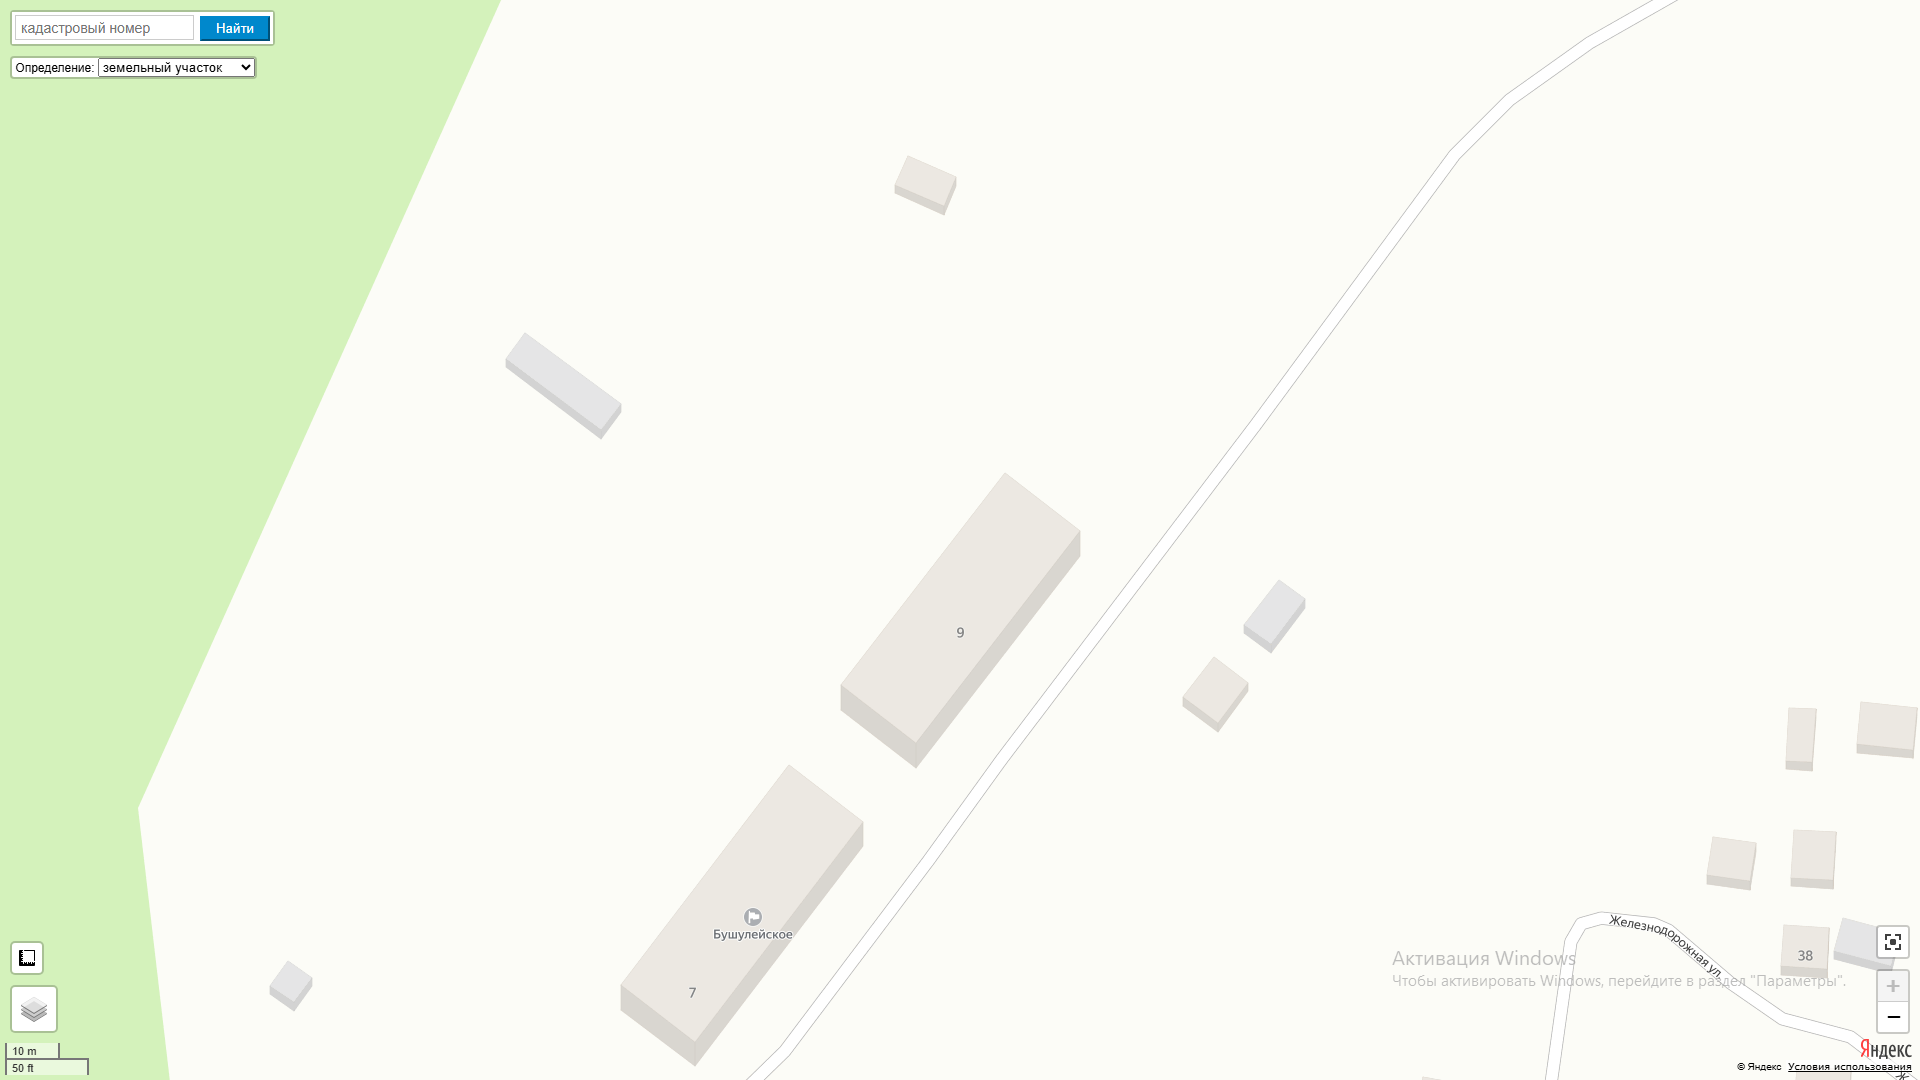 кадастровый номер
Найти
Определение: земельный участок
9
Бушулейское
7
Железнодорожная ул.
38
Активация Windows
Чтобы активировать Windows, перейдите в раздел "Параметры".
+
−
10 m
50 ft
Яндекс
© Яндекс Условия использования